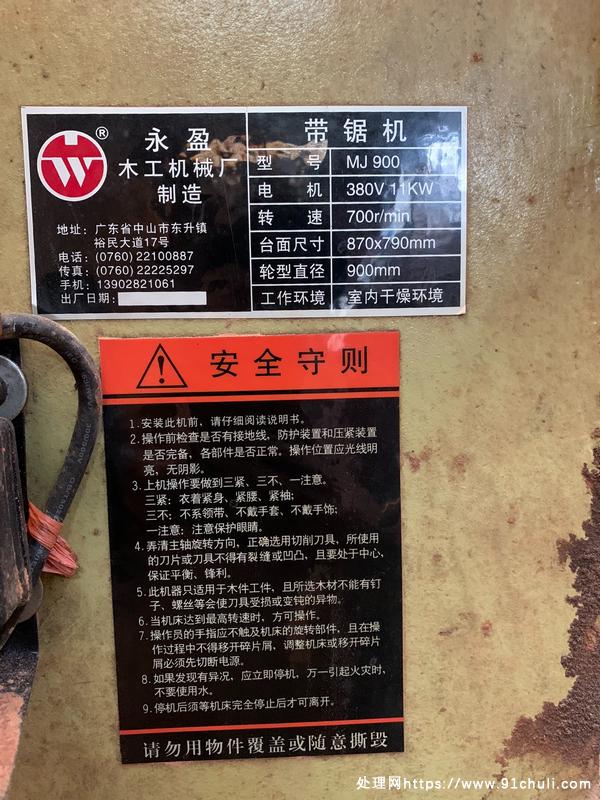 ®
永盈
木工机械厂
制造
地址：广东省中山市东升镇
裕民大道17号
电话：(0760) 22100887
传真：(0760) 22225297
手机：13902821061
出厂日期：
带锯机
型号 MJ 900
电机 380V 11KW
转速 700r/min
台面尺寸 870x790mm
轮型直径 900mm
工作环境 室内干燥环境
安全守则
1.安装此机前，请仔细阅读说明书。
2.操作前检查是否有接地线，防护装置和压紧装置
是否完备，各部件是否正常。操作位置应光线明
亮，无阴影。
3.上机操作要做到三紧、三不、一注意。
三紧：衣着紧身、紧腰、紧袖;
三不：不系领带、不戴手套、不戴手饰;
一注意：注意保护眼睛。
4.弄清主轴旋转方向，正确选用切削刀具，所使用
的刀片或刀具不得有裂缝或凹凸，且要处于中心，
保证平衡、锋利。
5.此机器只适用于木件工件，且所选木材不能有钉
子、螺丝等会使刀具受损或变钝的异物。
6.当机床达到最高转速时，方可操作。
7.操作员的手指应不触及机床的旋转部件，且在操
作过程中不得移开碎片屑，调整机床或移开碎片
屑必须先切断电源。
8.如果发现有异况，应立即停机，万一引起火灾时，
不要使用水。
9.停机后须等机床完全停止后才可离开。
请勿用物件覆盖或随意撕毁
处理网https://www.91chuli.com